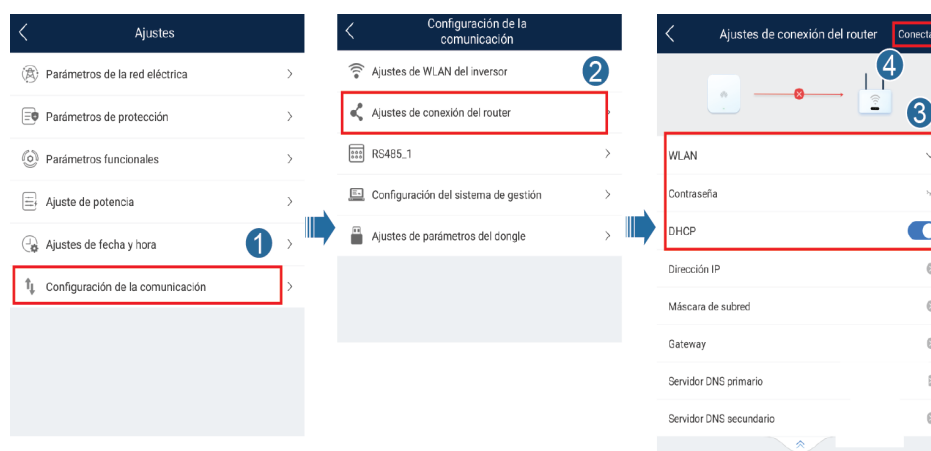 Ajustes
Parámetros de la red eléctrica
Parámetros de protección
Parámetros funcionales
Ajuste de potencia
Ajustes de fecha y hora
1
Configuración de la comunicación
Configuración de la
comunicación
Ajustes de WLAN del inversor
2
Ajustes de conexión del router
RS485_1
Configuración del sistema de gestión
Ajustes de parámetros del dongle
Ajustes de conexión del router
Conecta
4
3
WLAN
Contraseña
DHCP
Dirección IP
Máscara de subred
Gateway
Servidor DNS primario
Servidor DNS secundario